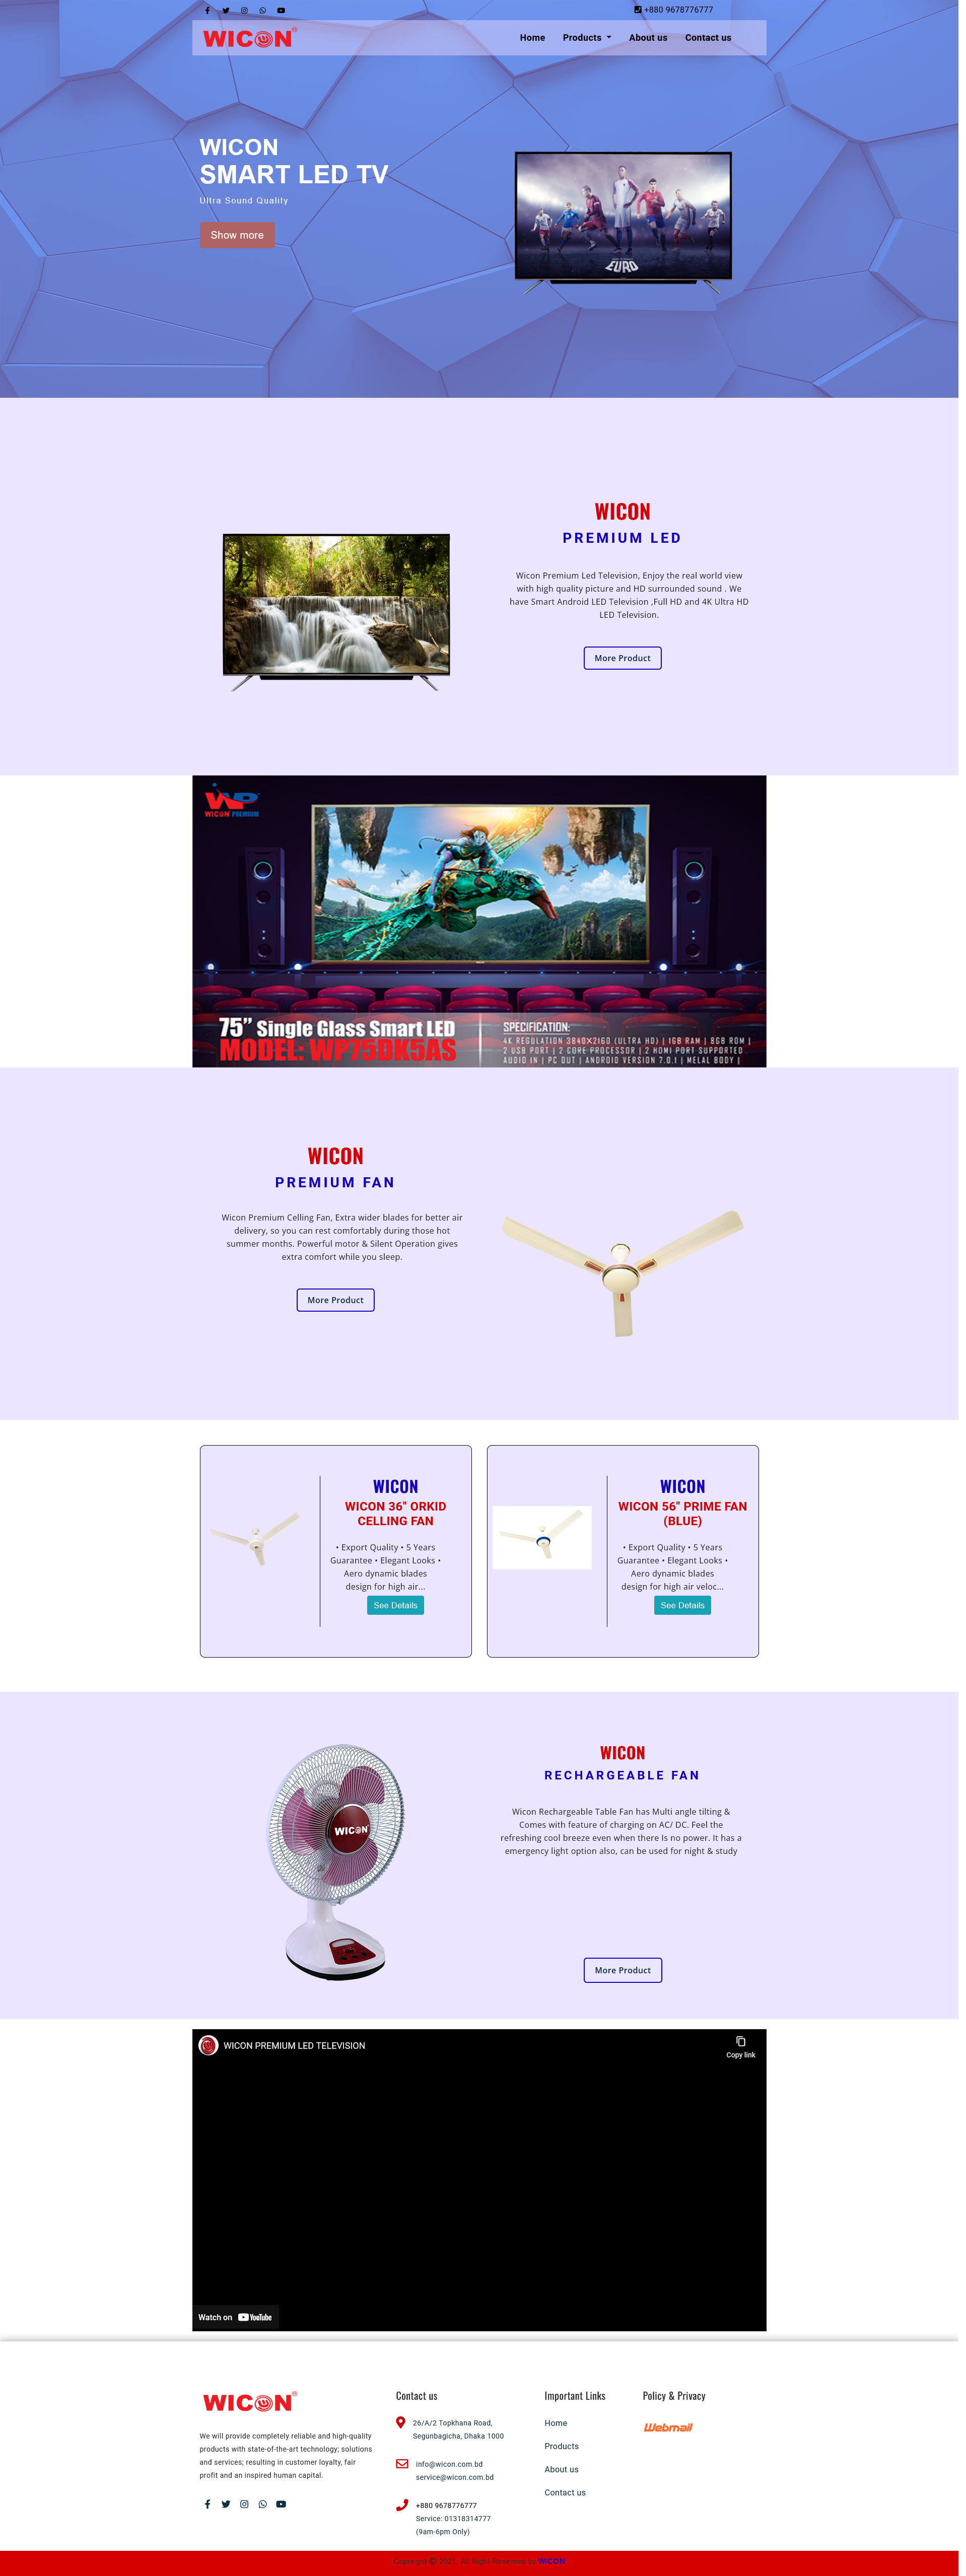 +880 9678776777
WICON®
Home Products About us Contact us
WICON
SMART LED TV
Ultra Sound Quality
Show more
EURO
WICON
PREMIUM LED
Wicon Premium Led Television, Enjoy the real world view
with high quality picture and HD surrounded sound . We
have Smart Android LED Television ,Full HD and 4K Ultra HD
LED Television.
More Product
WP
WICON PREMIUM
75” Single Glass Smart LED
MODEL: WP75DK5AS
SPECIFICATION:
4K REGULATION 3840X2160 (ULTRA HD) | 1GB RAM | 8GB ROM |
2 USB PORT | 2 CORE PROCESSOR | 2 HDMI PORT SUPPORTED
AUDIO IN | PC OUT | ANDROID VERSION 7.0.1 | MELAL BODY |
WICON
PREMIUM FAN
Wicon Premium Celling Fan, Extra wider blades for better air
delivery, so you can rest comfortably during those hot
summer months. Powerful motor & Silent Operation gives
extra comfort while you sleep.
More Product
WICON
WICON 36" ORKID
CELLING FAN
• Export Quality • 5 Years
Guarantee • Elegant Looks •
Aero dynamic blades
design for high air...
See Details
WICON
WICON 56" PRIME FAN
(BLUE)
• Export Quality • 5 Years
Guarantee • Elegant Looks •
Aero dynamic blades
design for high air veloc...
See Details
WICON
WICON
RECHARGEABLE FAN
Wicon Rechargeable Table Fan has Multi angle tilting &
Comes with feature of charging on AC/ DC. Feel the
refreshing cool breeze even when there Is no power. It has a
emergency light option also, can be used for night & study
More Product
WICON PREMIUM LED TELEVISION
Copy link
Watch on YouTube
WICON®
We will provide completely reliable and high-quality
products with state-of-the-art technology; solutions
and services; resulting in customer loyalty, fair
profit and an inspired human capital.
Contact us
26/A/2 Topkhana Road,
Segunbagicha, Dhaka 1000
info@wicon.com.bd
service@wicon.com.bd
+880 9678776777
Service: 01318314777
(9am-6pm Only)
Important Links
Home
Products
About us
Contact us
Policy & Privacy
Webmail
Copyright © 2021. All Right Reserved by WICON